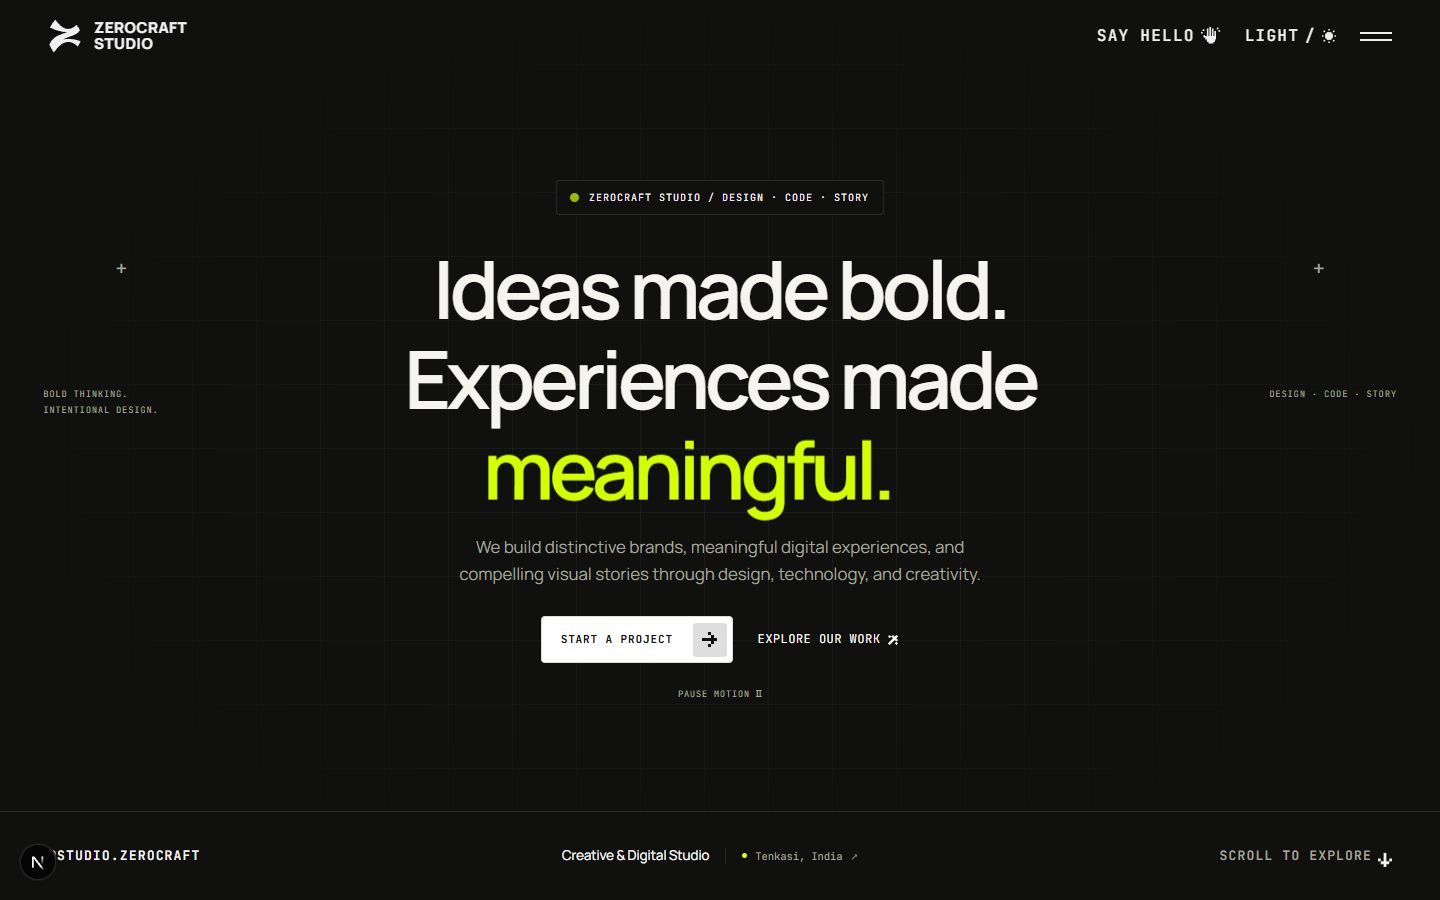 ZEROCRAFT
STUDIO
SAY HELLO
LIGHT /
ZEROCRAFT STUDIO / DESIGN · CODE · STORY
Ideas made bold.
Experiences made
meaningful.
BOLD THINKING.
INTENTIONAL DESIGN.
DESIGN · CODE · STORY
We build distinctive brands, meaningful digital experiences, and
compelling visual stories through design, technology, and creativity.
START A PROJECT
EXPLORE OUR WORK
PAUSE MOTION
N
STUDIO.ZEROCRAFT
Creative & Digital Studio
Tenkasi, India ↗
SCROLL TO EXPLORE